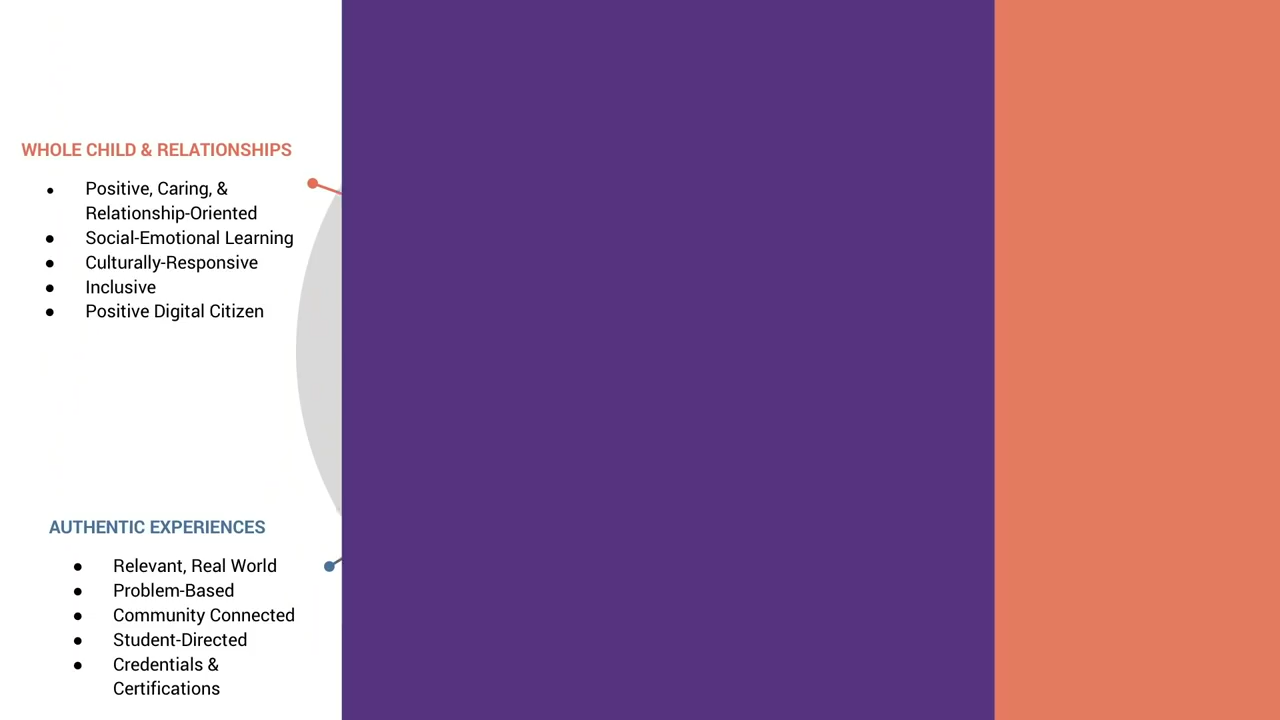 WHOLE CHILD & RELATIONSHIPS
● Positive, Caring, &
Relationship-Oriented
● Social-Emotional Learning
● Culturally-Responsive
● Inclusive
● Positive Digital Citizen
AUTHENTIC EXPERIENCES
● Relevant, Real World
● Problem-Based
● Community Connected
● Student-Directed
● Credentials &
Certifications